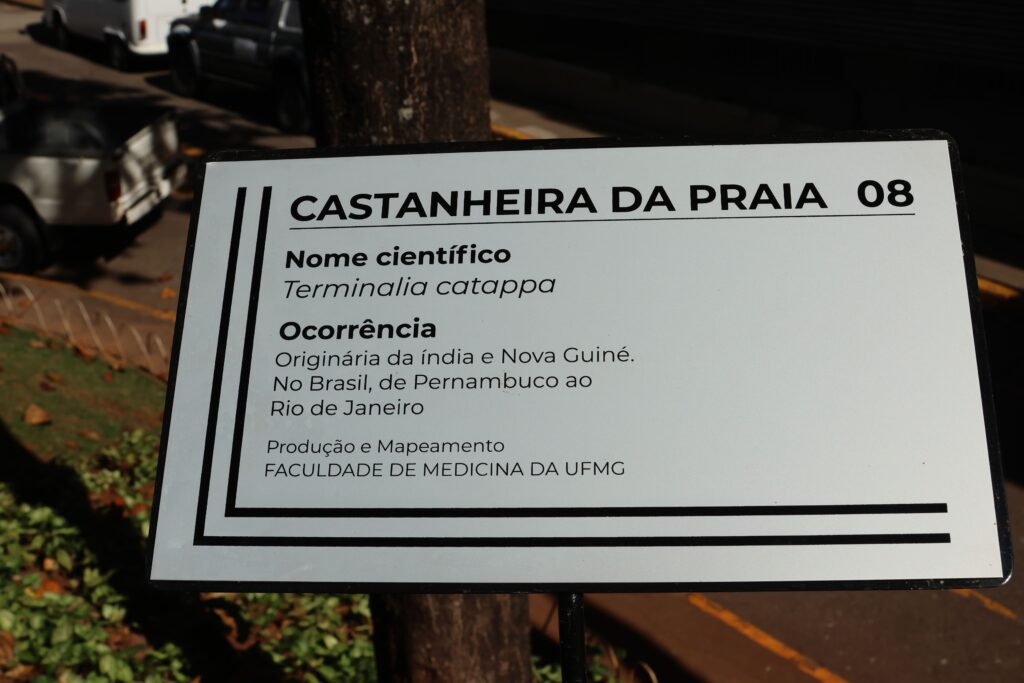 CASTANHEIRA DA PRAIA 08
Nome científico
Terminalia catappa
Ocorrência
Originária da índia e Nova Guiné.
No Brasil, de Pernambuco ao
Rio de Janeiro
Produção e Mapeamento
FACULDADE DE MEDICINA DA UFMG